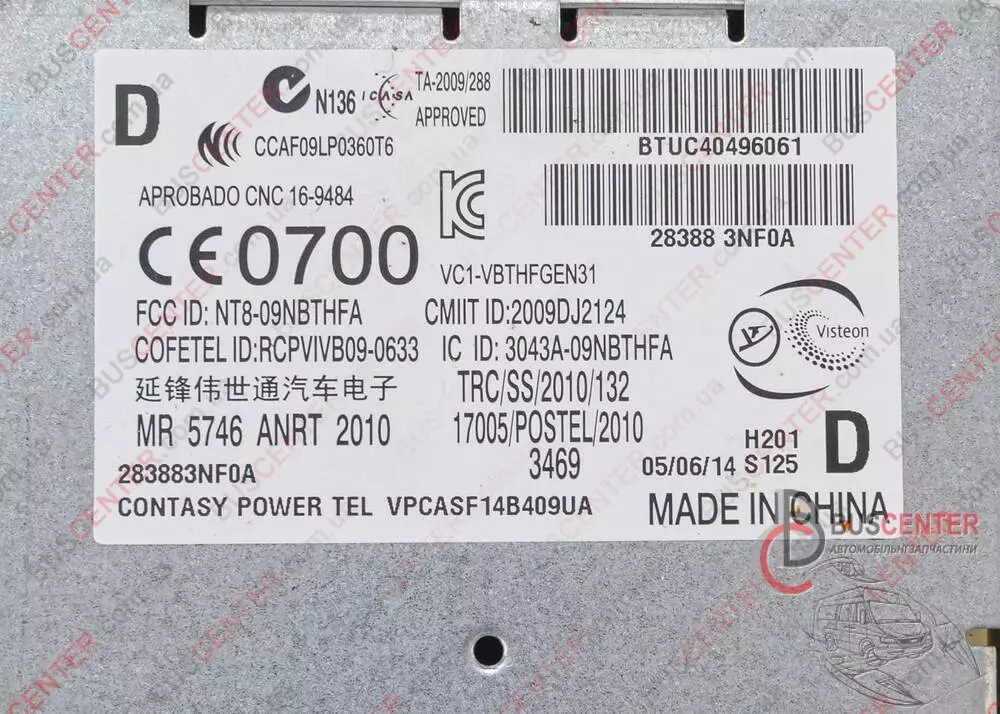 D
N136
ICASA
TA-2009/288
APPROVED
CCAF09LP0360T6
BTUC40496061
APROBADO CNC 16-9484
28388 3NF0A
CE0700
VC1-VBTHFGEN31
FCC ID: NT8-09NBTHFA
CMIIT ID:2009DJ2124
COFETEL ID:RCPVIVB09-0633
IC ID: 3043A-09NBTHFA
Visteon
延锋伟世通汽车电子
TRC/SS/2010/132
MR 5746 ANRT 2010
17005/POSTEL/2010
3469
H201
05/06/14 S125
D
283883NF0A
CONTASY POWER TEL VPCASF14B409UA
MADE IN CHINA
BUSCENTER
АВТОМОБІЛЬНІ ЗАПЧАСТИНИ